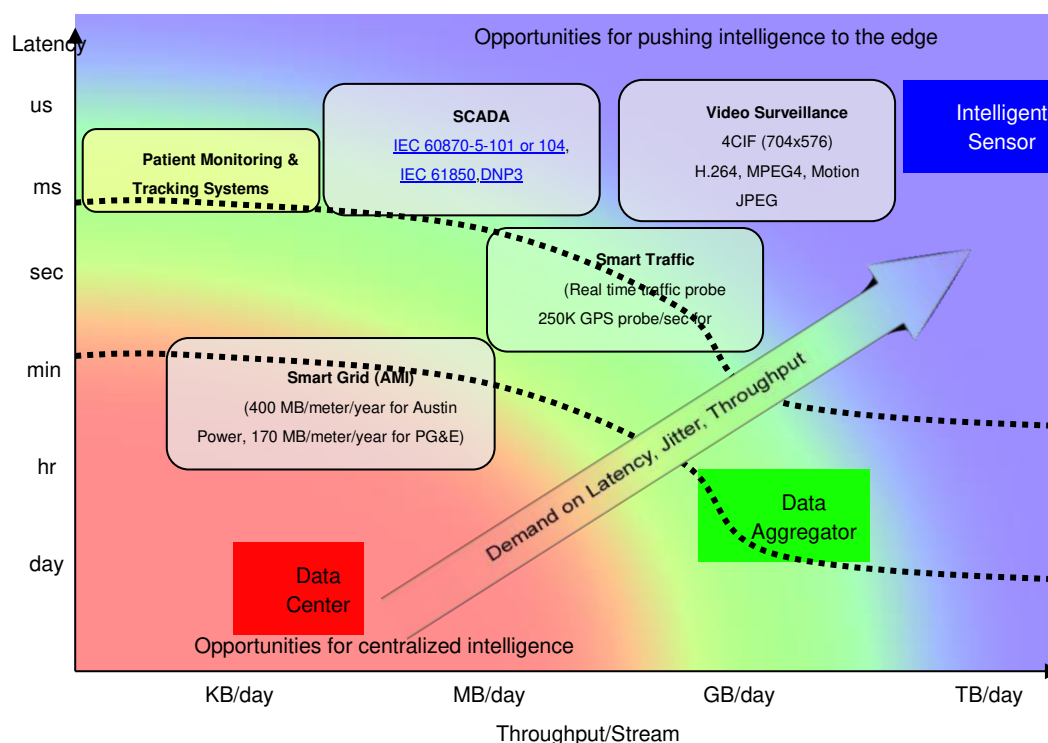 Latency
Opportunities for pushing intelligence to the edge
us
SCADA
IEC 60870-5-101 or 104,
IEC 61850,DNP3
Video Surveillance
4CIF (704x576)
H.264, MPEG4, Motion
JPEG
Intelligent
Sensor
Patient Monitoring &
Tracking Systems
ms
sec
Smart Traffic
(Real time traffic probe
250K GPS probe/sec for
min
Smart Grid (AMI)
(400 MB/meter/year for Austin
Power, 170 MB/meter/year for PG&E)
Demand on Latency, Jitter, Throughput
hr
Data
Aggregator
day
Data
Center
Opportunities for centralized intelligence
KB/day
MB/day
GB/day
TB/day
Throughput/Stream